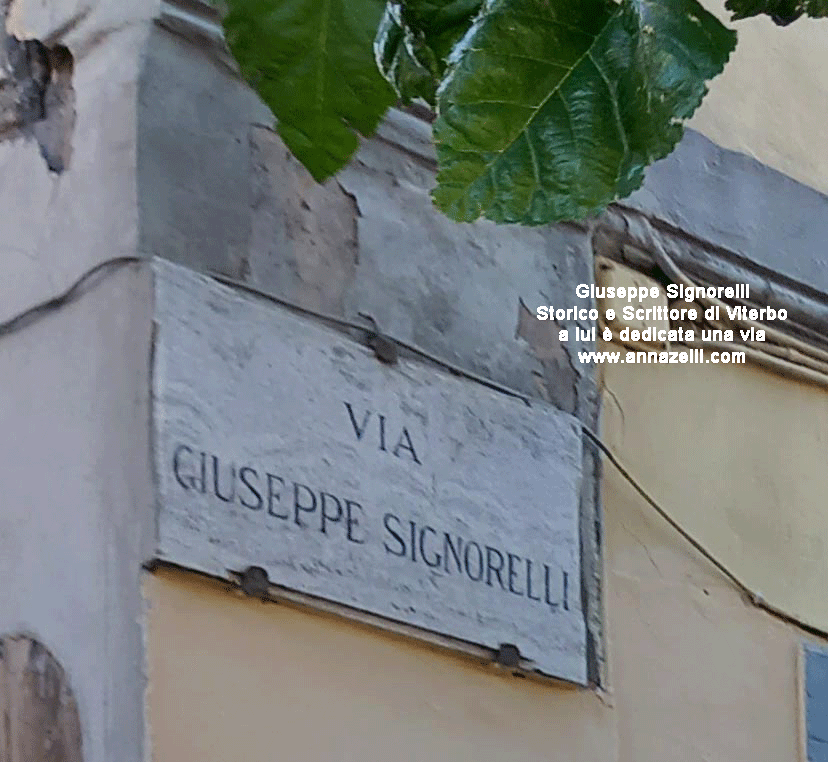 Giuseppe Signorelli
Storico e Scrittore di Viterbo
a lui è dedicata una via
www.annazelli.com
VIA
GIUSEPPE SIGNORELLI